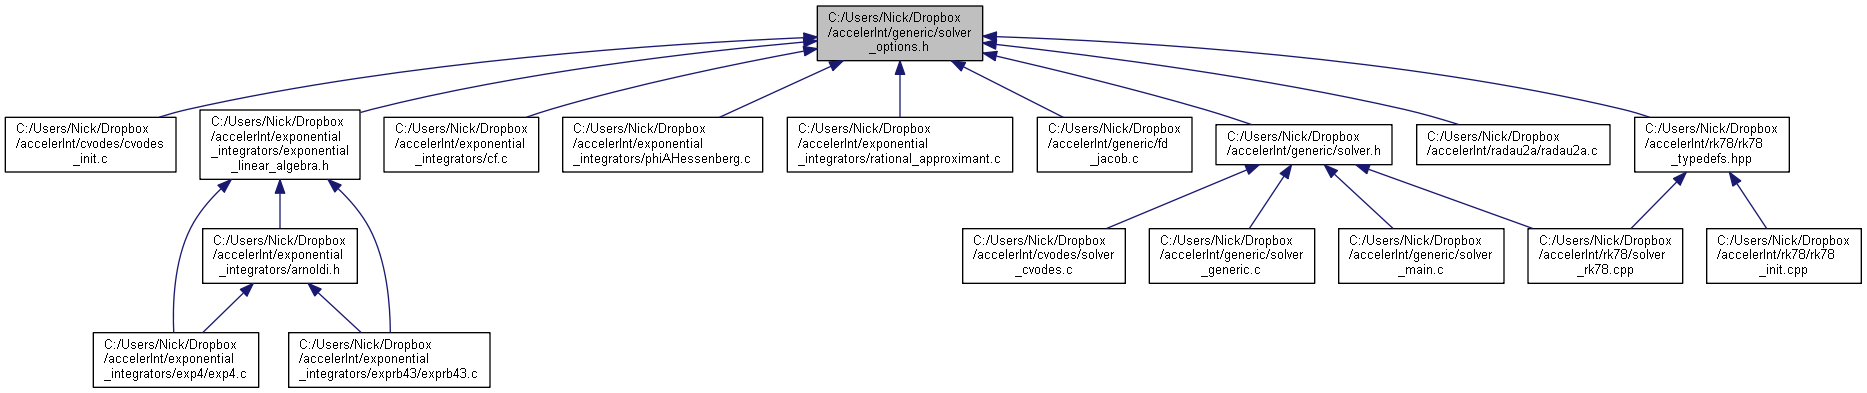 C:/Users/Nick/Dropbox
/accelerInt/generic/solver
_options.h
C:/Users/Nick/Dropbox
/accelerInt/cvodes/cvodes
_init.c
C:/Users/Nick/Dropbox
/accelerInt/exponential
_integrators/exponential
_linear_algebra.h
C:/Users/Nick/Dropbox
/accelerInt/exponential
_integrators/cf.c
C:/Users/Nick/Dropbox
/accelerInt/exponential
_integrators/phiAHessenberg.c
C:/Users/Nick/Dropbox
/accelerInt/exponential
_integrators/rational_approximant.c
C:/Users/Nick/Dropbox
/accelerInt/generic/fd
_jacob.c
C:/Users/Nick/Dropbox
/accelerInt/generic/solver.h
C:/Users/Nick/Dropbox
/accelerInt/radau2a/radau2a.c
C:/Users/Nick/Dropbox
/accelerInt/rk78/rk78
_typedefs.hpp
C:/Users/Nick/Dropbox
/accelerInt/exponential
_integrators/arnoldi.h
C:/Users/Nick/Dropbox
/accelerInt/cvodes/solver
_cvodes.c
C:/Users/Nick/Dropbox
/accelerInt/generic/solver
_generic.c
C:/Users/Nick/Dropbox
/accelerInt/generic/solver
_main.c
C:/Users/Nick/Dropbox
/accelerInt/rk78/solver
_rk78.cpp
C:/Users/Nick/Dropbox
/accelerInt/rk78/rk78
_init.cpp
C:/Users/Nick/Dropbox
/accelerInt/exponential
_integrators/exp4/exp4.c
C:/Users/Nick/Dropbox
/accelerInt/exponential
_integrators/exprb43/exprb43.c